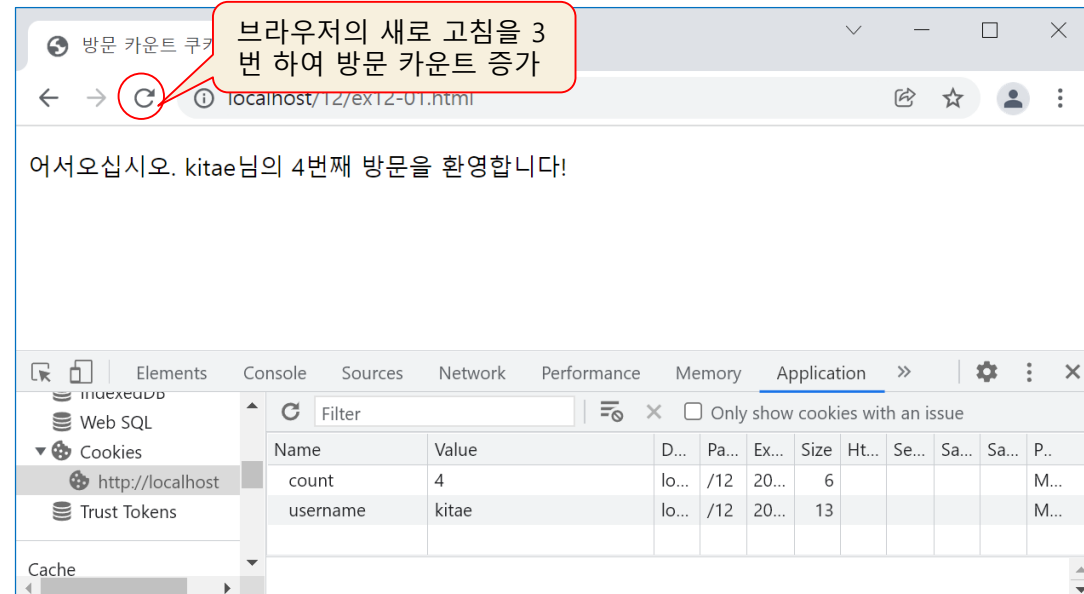 브라우저의 새로 고침을 3
번 하여 방문 카운트 증가
방문 카운트 쿠키
localhost/12/ex12-01.html
어서오십시오. kitae님의 4번째 방문을 환영합니다!
Elements Console Sources Network Performance Memory Application »
IndexedDB
Web SQL
Cookies
http://localhost
Trust Tokens
Cache
Filter
Only show cookies with an issue
Name Value D... Pa... Ex... Size Ht... Se... Sa... Sa... P..
count 4 lo... /12 20... 6 M...
username kitae lo... /12 20... 13 M...